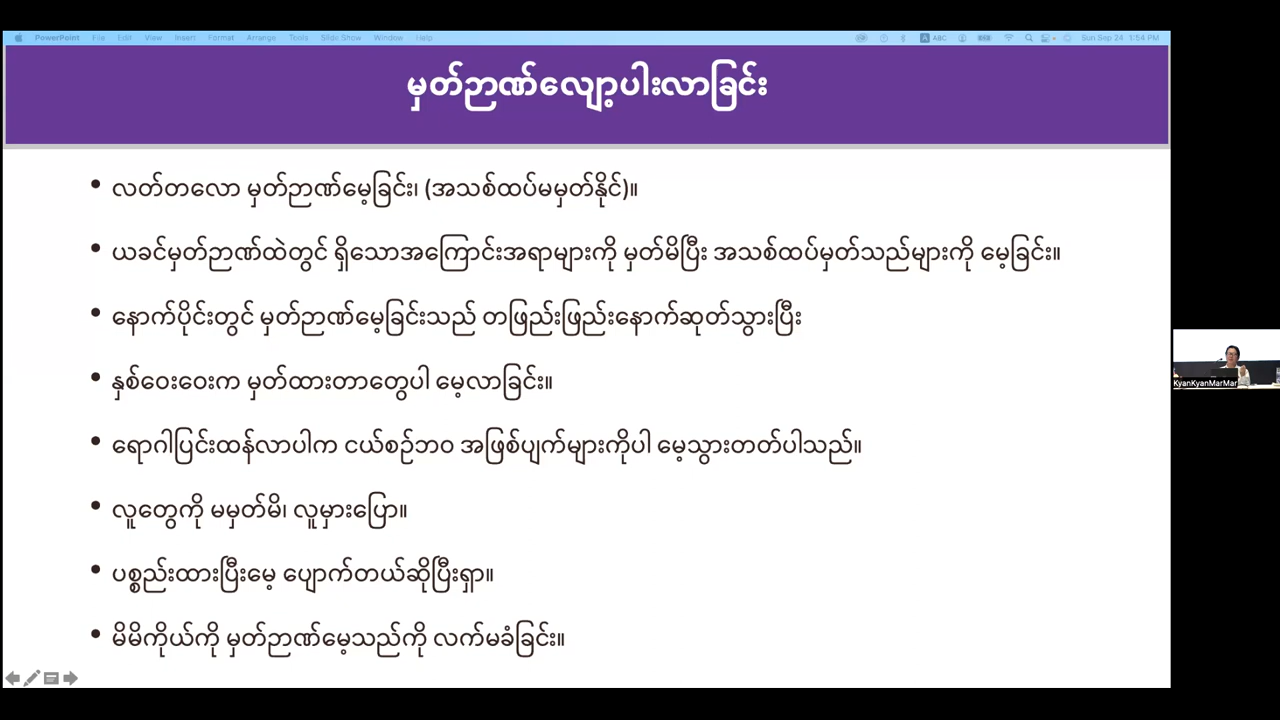 PowerPoint File Edit View Insert Format Arrange Tools Slide Show Window Help ABC Sun Sep 24 1:54 PM
မှတ်ဉာဏ်လျော့ပါးလာခြင်း
• လတ်တလော မှတ်ဉာဏ်မေ့ခြင်း၊ (အသစ်ထပ်မမှတ်နိုင်)။
• ယခင်မှတ်ဉာဏ်ထဲတွင် ရှိသောအကြောင်းအရာများကို မှတ်မိပြီး အသစ်ထပ်မှတ်သည်များကို မေ့ခြင်း။
• နောက်ပိုင်းတွင် မှတ်ဉာဏ်မေ့ခြင်းသည် တဖြည်းဖြည်းနောက်ဆုတ်သွားပြီး
• နှစ်ဝေးဝေးက မှတ်ထားတာတွေပါ မေ့လာခြင်း။
• ရောဂါပြင်းထန်လာပါက ငယ်စဉ်ဘဝ အဖြစ်ပျက်များကိုပါ မေ့သွားတတ်ပါသည်။
• လူတွေကို မမှတ်မိ၊ လူမှားပြော။
• ပစ္စည်းထားပြီးမေ့ ပျောက်တယ်ဆိုပြီးရှာ။
• မိမိကိုယ်ကို မှတ်ဉာဏ်မေ့သည်ကို လက်မခံခြင်း။
KyanKyanMarMar